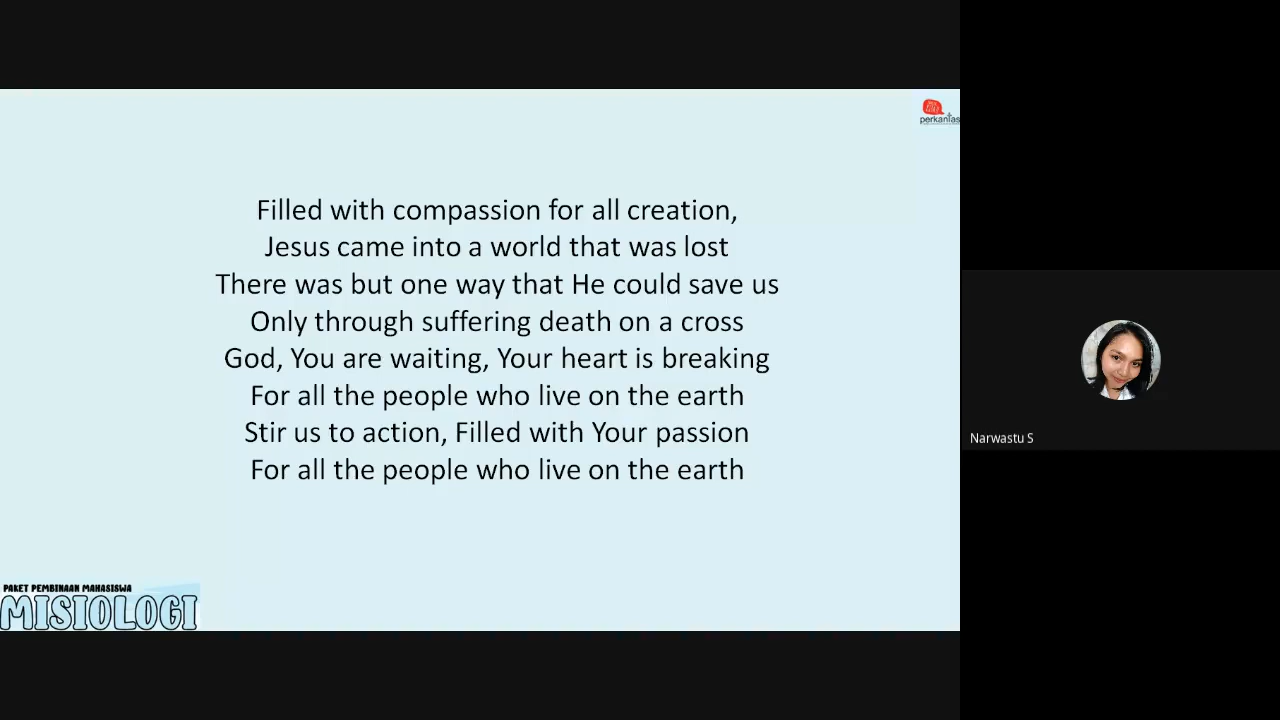 perkantas
Filled with compassion for all creation,
Jesus came into a world that was lost
There was but one way that He could save us
Only through suffering death on a cross
God, You are waiting, Your heart is breaking
For all the people who live on the earth
Stir us to action, Filled with Your passion
For all the people who live on the earth
Narwastu S
PAKET PEMBINAAN MAHASISWA
MISIOLOGI